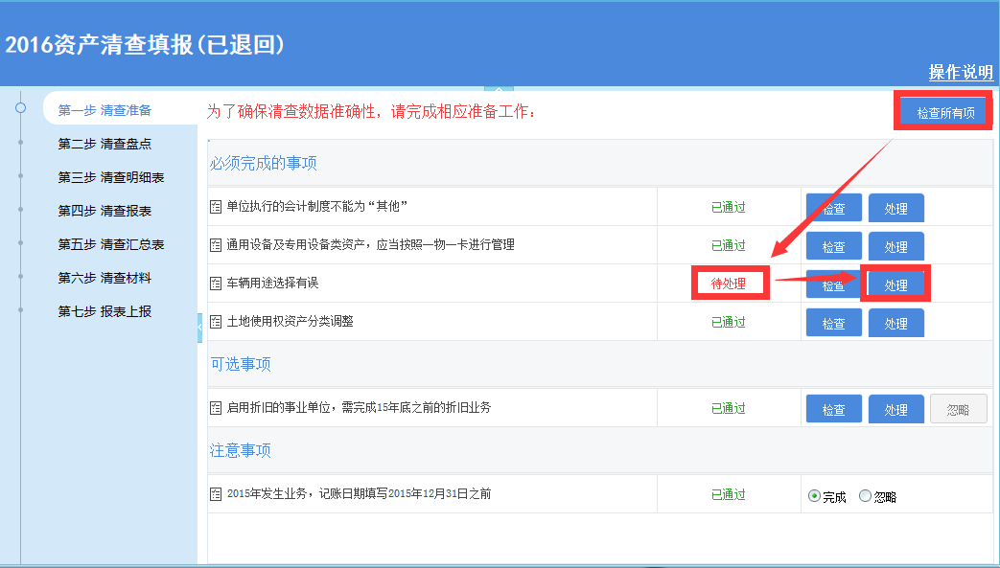 2016资产清查填报(已退回)
操作说明
第一步 清查准备
第二步 清查盘点
第三步 清查明细表
第四步 清查报表
第五步 清查汇总表
第六步 清查材料
第七步 报表上报
为了确保清查数据准确性，请完成相应准备工作：
检查所有项
必须完成的事项
单位执行的会计制度不能为“其他” 已通过 检查 处理
通用设备及专用设备类资产，应当按照一物一卡进行管理 已通过 检查 处理
车辆用途选择有误 待处理 检查 处理
土地使用权资产分类调整 已通过 检查 处理
可选事项
启用折旧的事业单位，需完成15年底之前的折旧业务 已通过 检查 处理 忽略
注意事项
2015年发生业务，记账日期填写2015年12月31日之前 已通过 完成 忽略